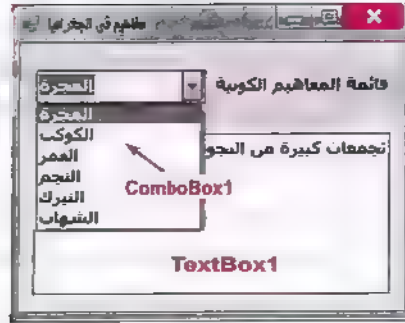 مفاهيم في الجغرافيا
قائمة المفاهيم الكونية
المجرة
المجرة
الكوكب
القمر
النجم
النيزك
الشهاب
ComboBox1
تجمعات كبيرة من النجو
TextBox1